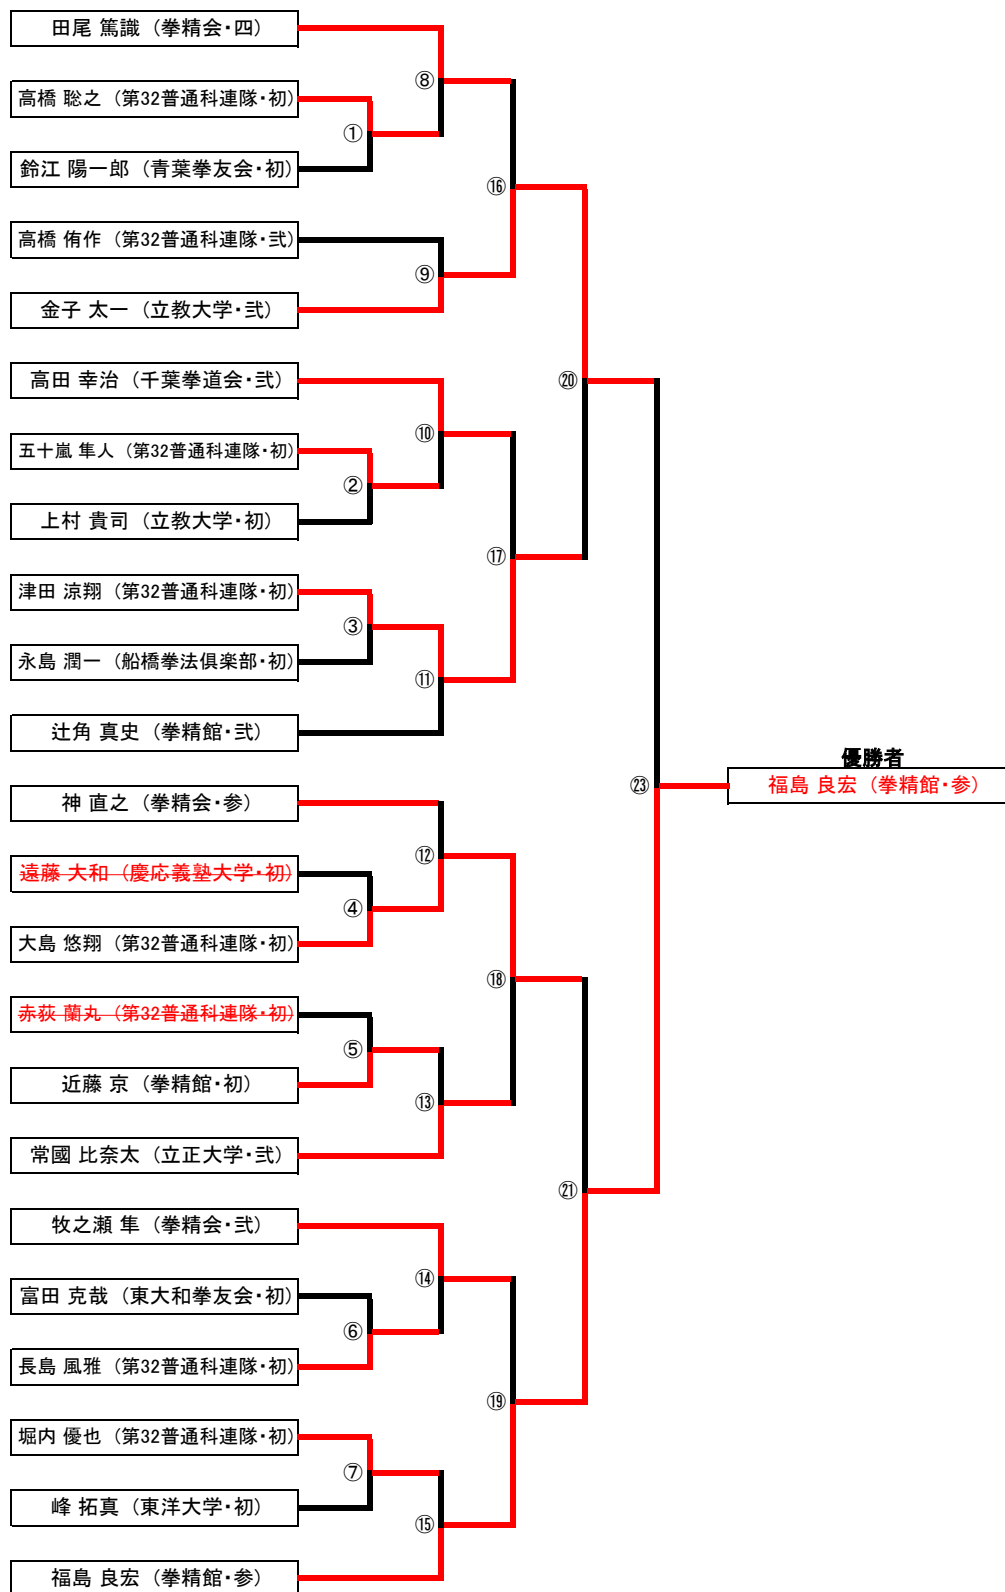 田尾 篤識 (拳精会・四)
⑧
高橋 聡之 (第32普通科連隊・初)
①
鈴江 陽一郎 (青葉拳友会・初)
⑯
高橋 侑作 (第32普通科連隊・弐)
⑨
金子 太一 (立教大学・弐)
高田 幸治 (千葉拳道会・弐)
⑳
⑩
五十嵐 隼人 (第32普通科連隊・初)
②
上村 貴司 (立教大学・初)
⑰
津田 涼翔 (第32普通科連隊・初)
③
永島 潤一 (船橋拳法倶楽部・初)
⑪
辻角 真史 (拳精館・弐)
優勝者
㉓
福島 良宏 (拳精館・参)
神 直之 (拳精会・参)
⑫
遠藤 大和 (慶応義塾大学・初)
④
大島 悠翔 (第32普通科連隊・初)
⑱
赤荻 蘭丸 (第32普通科連隊・初)
⑤
近藤 京 (拳精館・初)
⑬
常國 比奈太 (立正大学・弐)
㉑
牧之瀬 隼 (拳精会・弐)
⑭
富田 克哉 (東大和拳友会・初)
⑥
長島 風雅 (第32普通科連隊・初)
⑲
堀内 優也 (第32普通科連隊・初)
⑦
峰 拓真 (東洋大学・初)
⑮
福島 良宏 (拳精館・参)